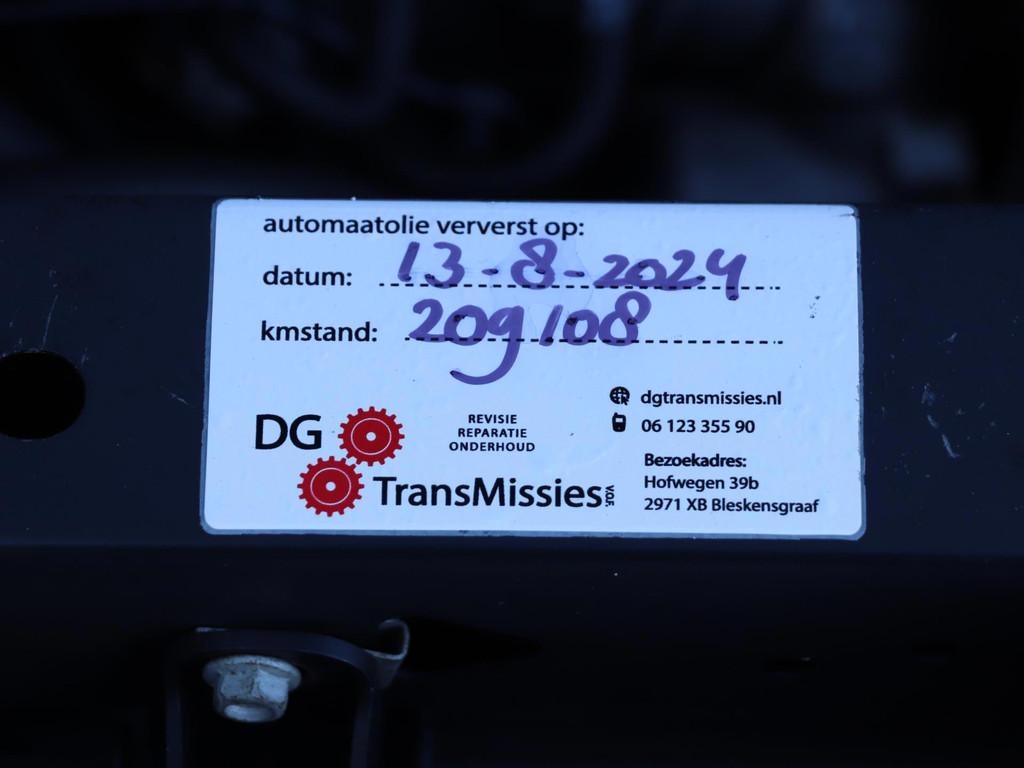 automaatolie ververst op:
datum: 13-8-2024
kmstand: 209108
DG
TransMissies V.O.F.
REVISIE
REPARATIE
ONDERHOUD
dgtransmissies.nl
06 123 355 90
Bezoekadres:
Hofwegen 39b
2971 XB Bleskensgraaf